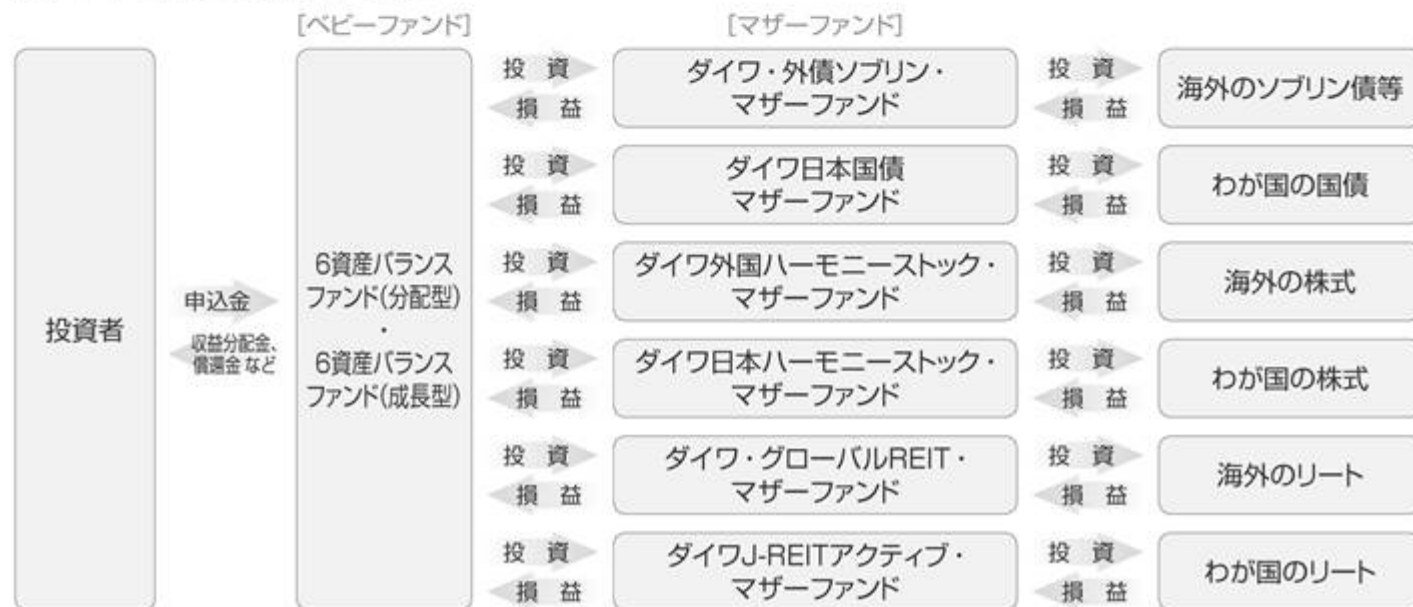 [ベビーファンド]
[マザーファンド]
投資者
申込金
収益分配金、
償還金 など
6資産バランス
ファンド(分配型)
・
6資産バランス
ファンド(成長型)
投 資
損 益
ダイワ・外債ソブリン・
マザーファンド
投 資
損 益
海外のソブリン債等
投 資
損 益
ダイワ日本国債
マザーファンド
投 資
損 益
わが国の国債
投 資
損 益
ダイワ外国ハーモニーストック・
マザーファンド
投 資
損 益
海外の株式
投 資
損 益
ダイワ日本ハーモニーストック・
マザーファンド
投 資
損 益
わが国の株式
投 資
損 益
ダイワ・グローバルREIT・
マザーファンド
投 資
損 益
海外のリート
投 資
損 益
ダイワJ-REITアクティブ・
マザーファンド
投 資
損 益
わが国のリート